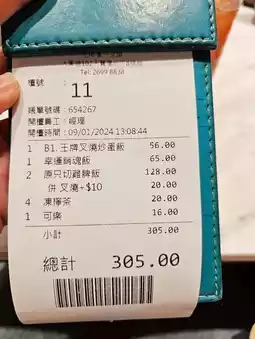 Tel: 2699 8838
檯號 :
11
賬單號碼 : 654267
開檯員工 : 經理
開檯時間 : 09/01/2024 13:08:44
1 B1.王牌叉燒炒蛋飯 56.00
1 幸運銷魂飯 65.00
2 原只切雞髀飯 128.00
併 叉燒+$10 20.00
4 凍檸茶 20.00
1 可樂 16.00
小計 305.00
總計 305.00